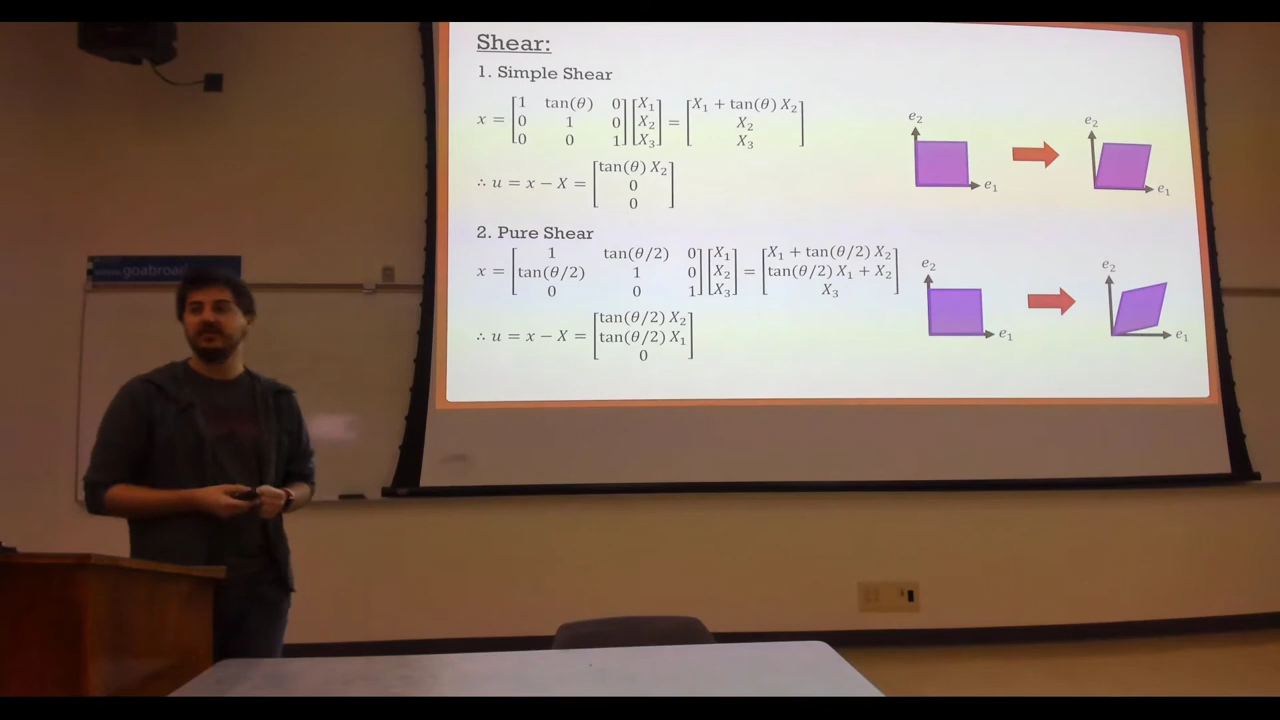 Shear:
1. Simple Shear
x = [1 tan(θ) 0; 0 1 0; 0 0 1] [X₁; X₂; X₃] = [X₁ + tan(θ) X₂; X₂; X₃]
e₂ e₁ e₂ e₁
∴ u = x − X = [tan(θ) X₂; 0; 0]
2. Pure Shear
x = [1 tan(θ/2) 0; tan(θ/2) 1 0; 0 0 1] [X₁; X₂; X₃] = [X₁ + tan(θ/2) X₂; tan(θ/2) X₁ + X₂; X₃]
e₂ e₁ e₂ e₁
∴ u = x − X = [tan(θ/2) X₂; tan(θ/2) X₁; 0]